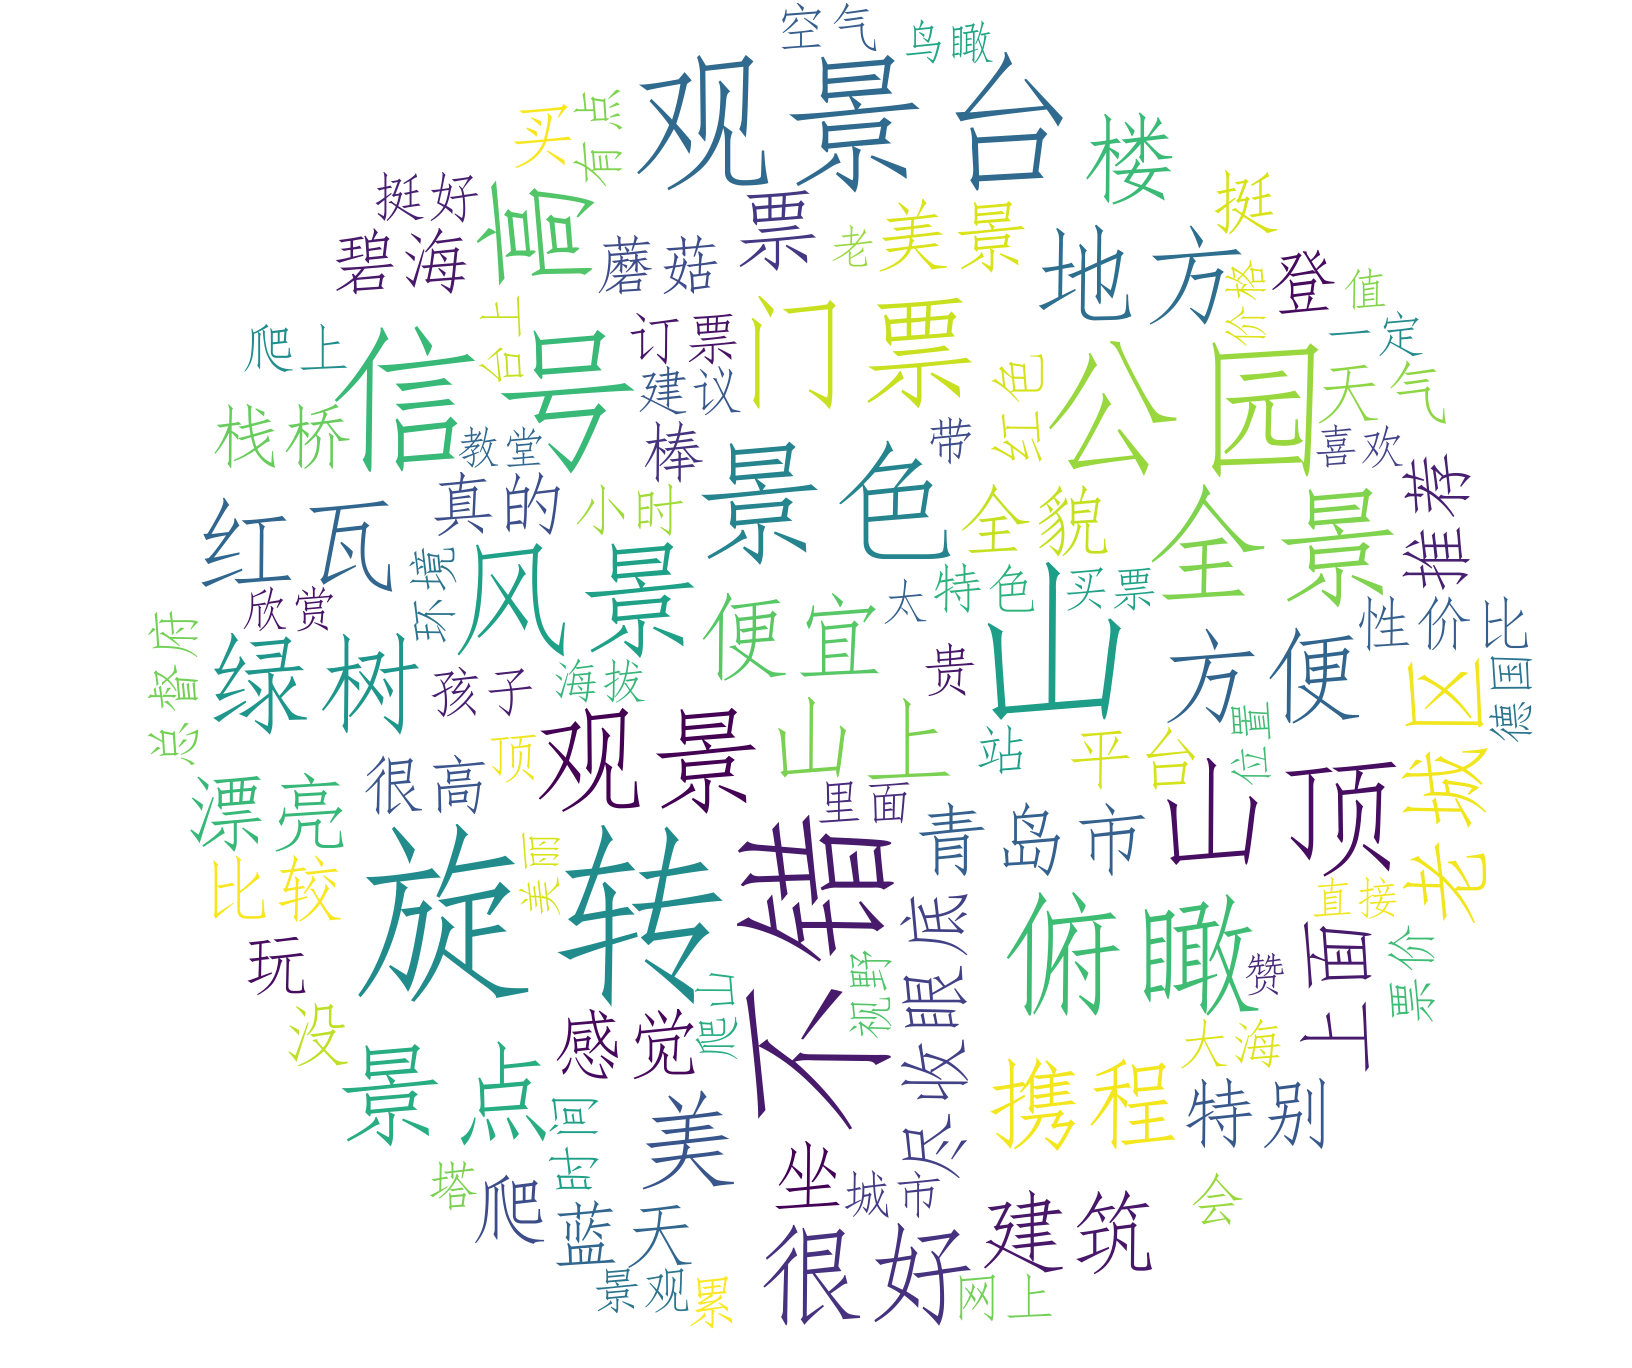 空气
鸟瞰
观景台
买
有点
楼
挺好
高
票
老
美景
挺
碧海
蘑菇
地方
价格
登
值
爬上
台上
订票
门票
一定
信号
建议
红色
公园
天气
栈桥
教堂
棒
带
喜欢
景色
推荐
红瓦
真的
小时
全貌
全景
环境
风景
特色
买票
欣赏
太
山
性价比
总督府
绿树
孩子
海拔
便宜
贵
方便
老城区
德国
位置
顶
观景
山上
站
平台
漂亮
很高
里面
山顶
青岛市
比较
旋转
美丽
不错
尽收眼底
俯瞰
直接
玩
视野
赞
上面
票价
没
感觉
爬山
大海
景点
时间
美
携程
特别
塔
爬
蓝天
坐
城市
建筑
会
景观
累
很好
网上